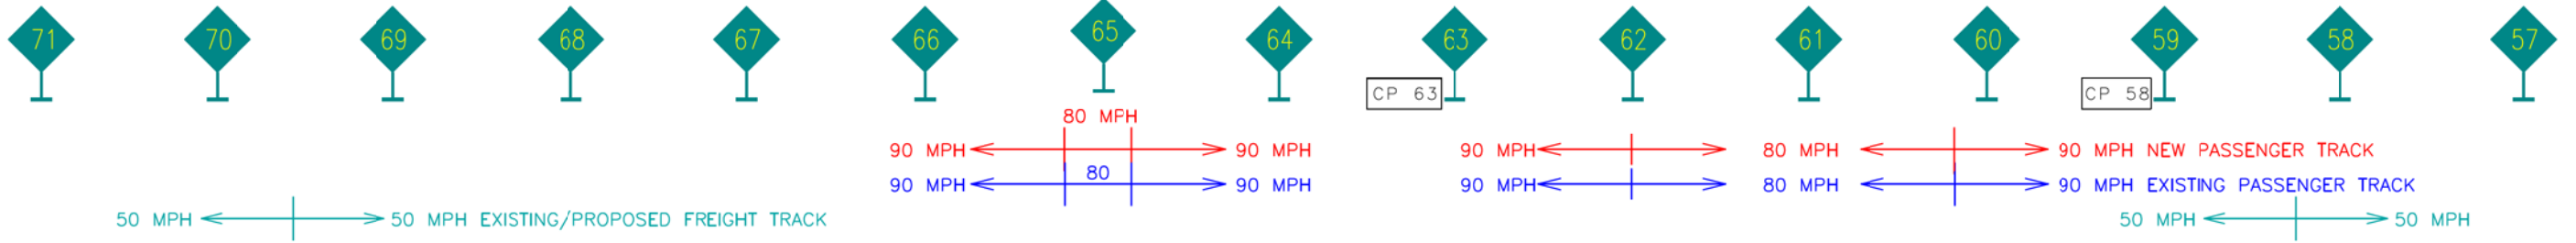 71 70 69 68 67 66 65 64 63 62 61 60 59 58 57
CP 63 CP 58
80 MPH
90 MPH 90 MPH 90 MPH 80 MPH 90 MPH NEW PASSENGER TRACK
90 MPH 80 90 MPH 90 MPH 80 MPH 90 MPH EXISTING PASSENGER TRACK
50 MPH 50 MPH EXISTING/PROPOSED FREIGHT TRACK 50 MPH 50 MPH